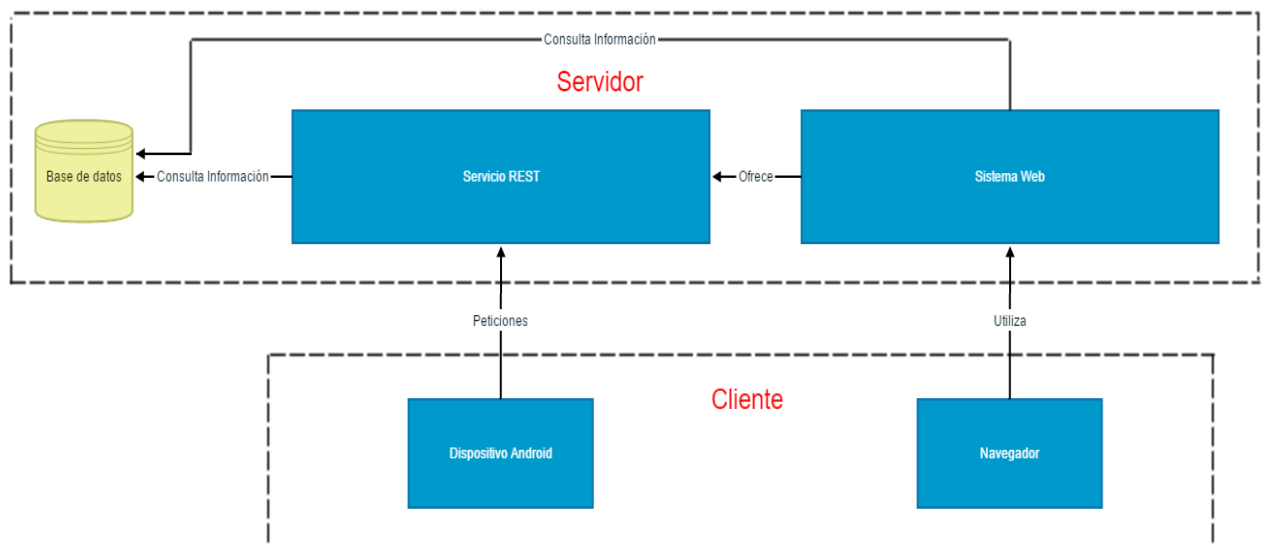 Consulta Información
Servidor
Base de datos
Consulta Información
Servicio REST
Ofrece
Sistema Web
Peticiones
Utiliza
Cliente
Dispositivo Android
Navegador